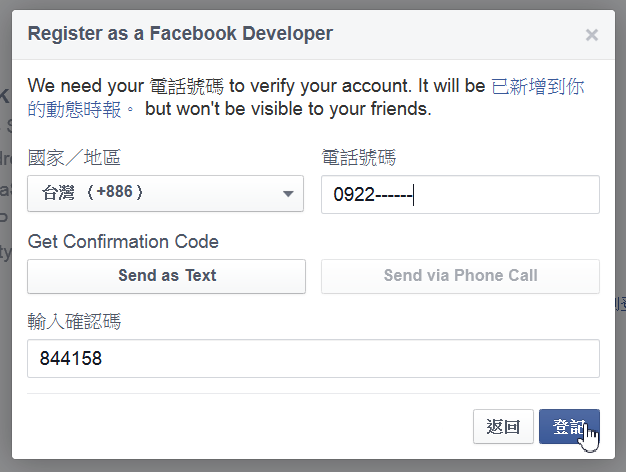 Register as a Facebook Developer
We need your 電話號碼 to verify your account. It will be 已新增到你
的動態時報。 but won't be visible to your friends.
國家／地區
電話號碼
台灣 （+886）
0922------
Get Confirmation Code
Send as Text
Send via Phone Call
輸入確認碼
844158
返回
登記